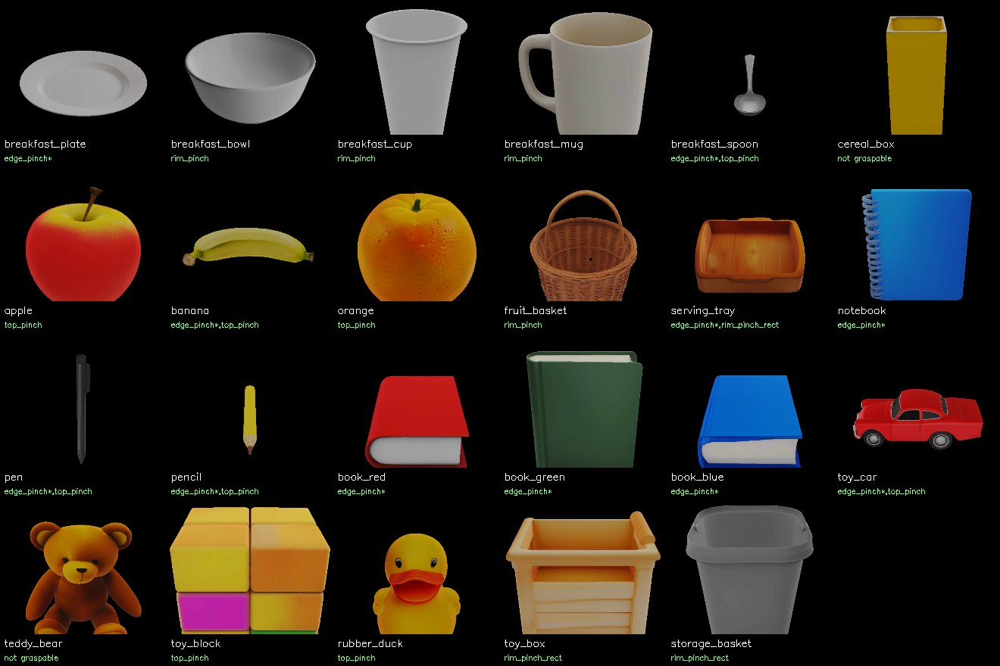 breakfast_plate
edge_pinch*
breakfast_bowl
rim_pinch
breakfast_cup
rim_pinch
breakfast_mug
rim_pinch
breakfast_spoon
edge_pinch*,top_pinch
cereal_box
not graspable
apple
top_pinch
banana
edge_pinch*,top_pinch
orange
top_pinch
fruit_basket
rim_pinch
serving_tray
edge_pinch*,rim_pinch_rect
notebook
edge_pinch*
pen
edge_pinch*,top_pinch
pencil
edge_pinch*,top_pinch
book_red
edge_pinch*
book_green
edge_pinch*
book_blue
edge_pinch*
toy_car
edge_pinch*,top_pinch
teddy_bear
not graspable
toy_block
top_pinch
rubber_duck
top_pinch
toy_box
rim_pinch_rect
storage_basket
rim_pinch_rect